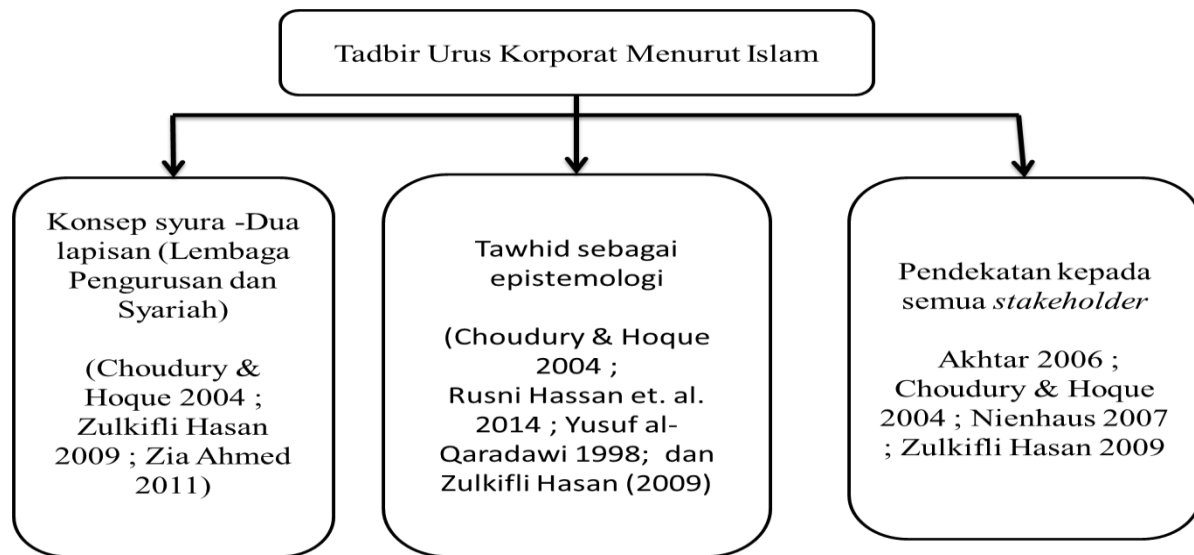 Tadbir Urus Korporat Menurut Islam
Konsep syura -Dua
lapisan (Lembaga
Pengurusan dan
Syariah)
(Choudury &
Hoque 2004 ;
Zulkifli Hasan
2009 ; Zia Ahmed
2011)
Tawhid sebagai
epistemologi
(Choudury & Hoque
2004 ;
Rusni Hassan et. al.
2014 ; Yusuf al-
Qaradawi 1998;  dan
Zulkifli Hasan (2009)
Pendekatan kepada
semua stakeholder
Akhtar 2006 ;
Choudury & Hoque
2004 ; Nienhaus 2007
; Zulkifli Hasan 2009